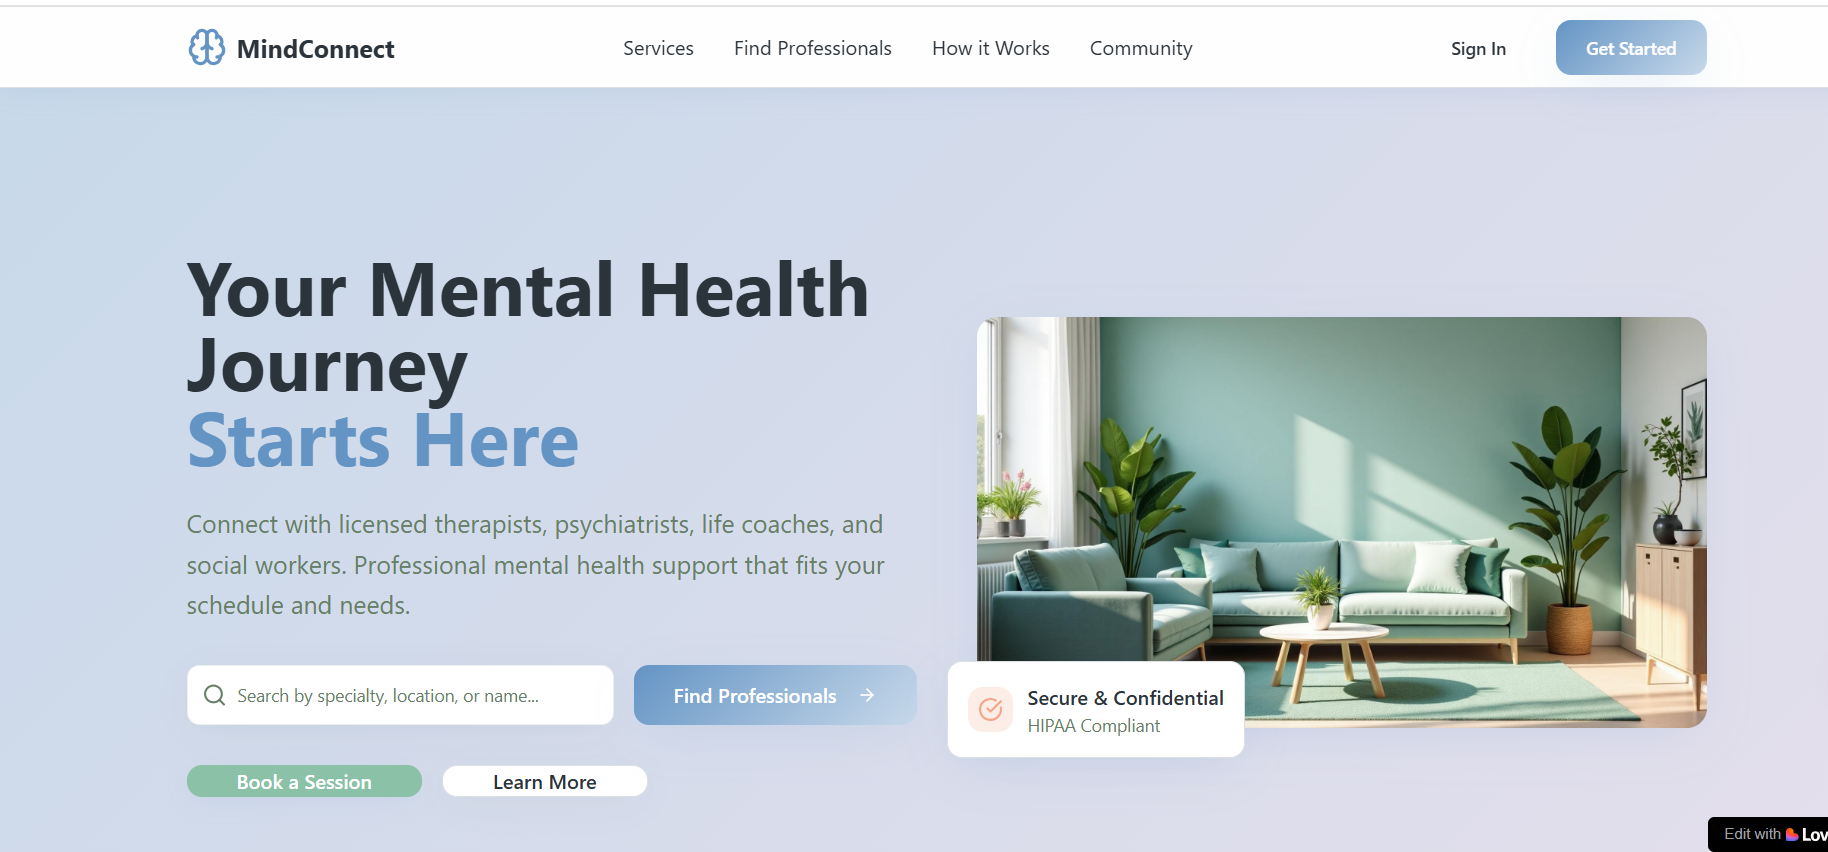 MindConnect
Services
Find Professionals
How it Works
Community
Sign In
Get Started
Your Mental Health
Journey
Starts Here
Connect with licensed therapists, psychiatrists, life coaches, and
social workers. Professional mental health support that fits your
schedule and needs.
Search by specialty, location, or name...
Find Professionals
Secure & Confidential
HIPAA Compliant
Book a Session
Learn More
Edit with Lov